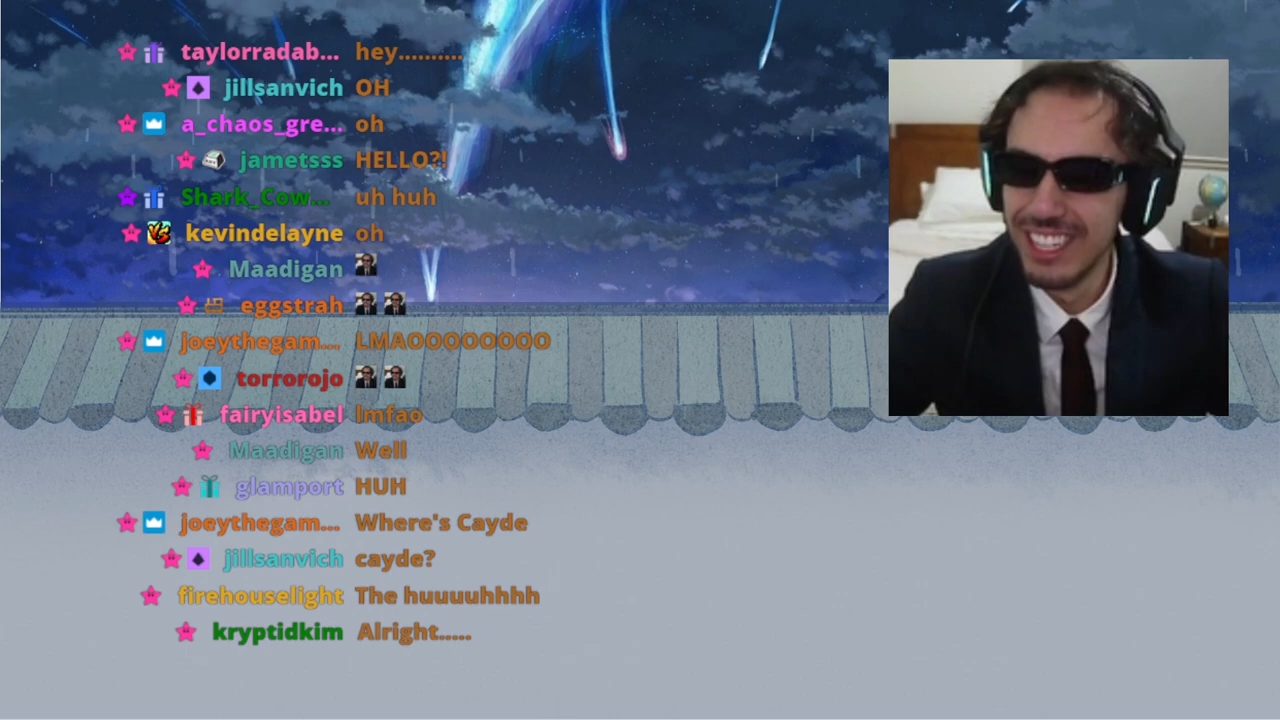 taylorradab... hey..........
jillsanvich OH
a_chaos_gre... oh
jametsss HELLO?!
Shark_Cow... uh huh
kevindelayne oh
Maadigan
eggstrah
joeythegam... LMAOOOOOOOO
torrorojo
fairyisabel lmfao
Maadigan Well
glamport HUH
joeythegam... Where's Cayde
jillsanvich cayde?
firehouselight The huuuuhhhh
kryptidkim Alright.....